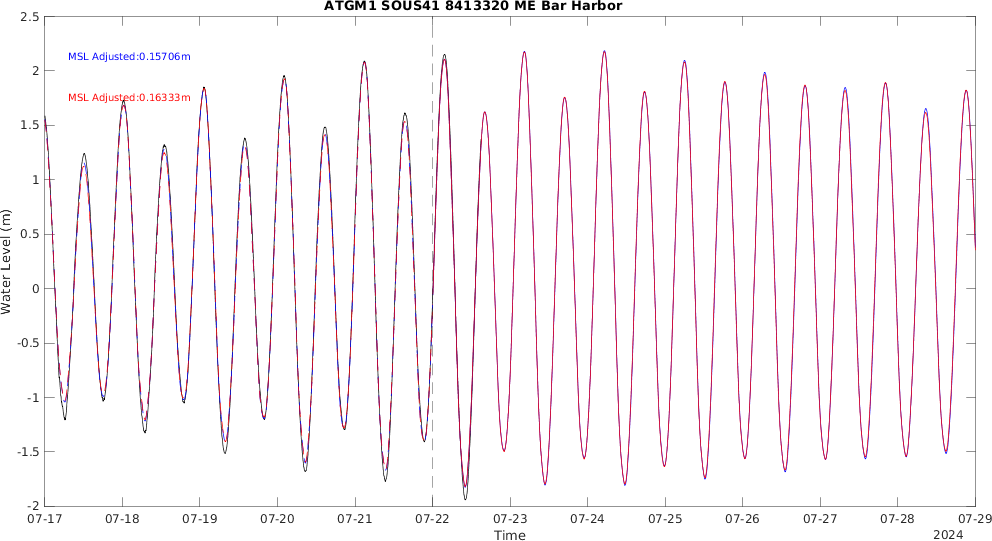 ATGM1 SOUS41 8413320 ME Bar Harbor
2.5
2
1.5
1
0.5
0
-0.5
-1
-1.5
-2
Water Level (m)
MSL Adjusted:0.15706m
MSL Adjusted:0.16333m
07-17 07-18 07-19 07-20 07-21 07-22 07-23 07-24 07-25 07-26 07-27 07-28 07-29
Time
2024